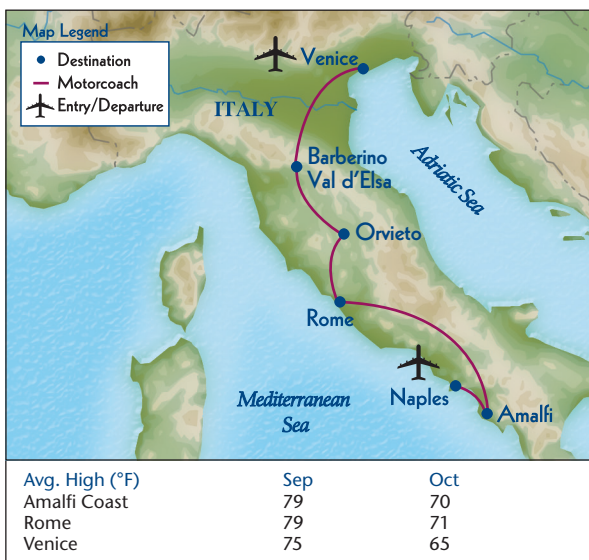 Map Legend
Destination
Motorcoach
Entry/Departure
Venice
ITALY
Barberino
Val d'Elsa
Adriatic Sea
Orvieto
Rome
Naples
Amalfi
Mediterranean
Sea
Avg. High (°F) Sep Oct
Amalfi Coast 79 70
Rome 79 71
Venice 75 65